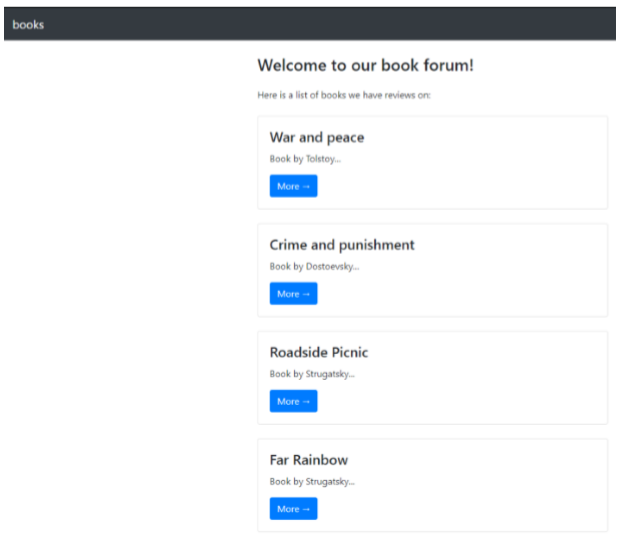 books
Welcome to our book forum!
Here is a list of books we have reviews on:
War and peace
Book by Tolstoy...
More →
Crime and punishment
Book by Dostoevsky...
More →
Roadside Picnic
Book by Strugatsky...
More →
Far Rainbow
Book by Strugatsky...
More →